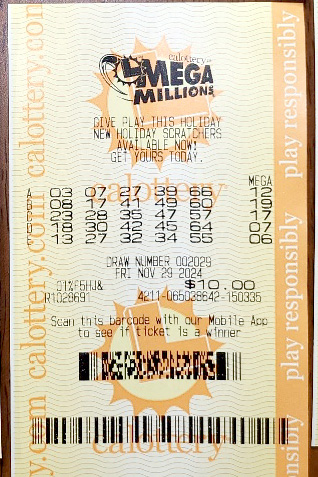 calottery
MEGA
MILLIONS
GIVE PLAY THIS HOLIDAY
NEW HOLIDAY SCRATCHERS
AVAILABLE NOW!
GET YOURS TODAY.
MEGA
A 03 07 27 39 66 12
B 08 17 41 49 60 19
C 23 28 35 47 57 17
D 18 30 42 45 64 07
E 13 27 32 34 55 06
DRAW NUMBER 002029
FRI NOV 29 2024
$10.00
R1029691 4211-065038642-150335
Scan this barcode with our Mobile App
to see if ticket is a winner
calottery
calottery
calottery.com
calottery.com
play responsibly
play responsibly